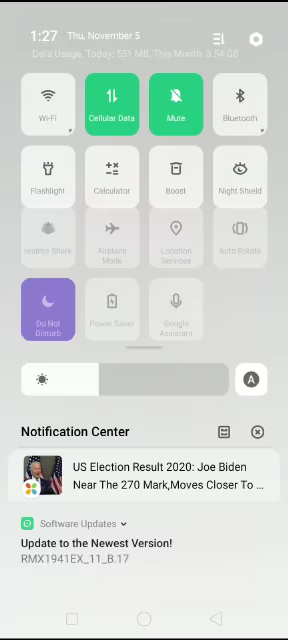 1:27 Thu, November 5
Data Usage, Today: 551 MB, This Month: 3.54 GB
Wi-Fi Cellular Data Mute Bluetooth
Flashlight Calculator Boost Night Shield
realme Share Airplane Location Auto Rotate
Mode Services
Do Not Power Saver Google
Disturb Assistant
A
Notification Center
US Election Result 2020: Joe Biden
Near The 270 Mark,Moves Closer To ...
Software Updates
Update to the Newest Version!
RMX1941EX_11_B.17